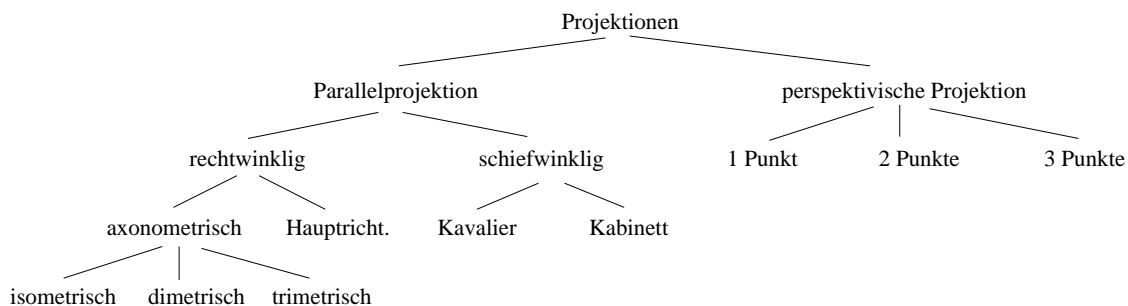 Projektionen
Parallelprojektion perspektivische Projektion
rechtwinklig schiefwinklig 1 Punkt 2 Punkte 3 Punkte
axonometrisch Hauptricht. Kavalier Kabinett
isometrisch dimetrisch trimetrisch